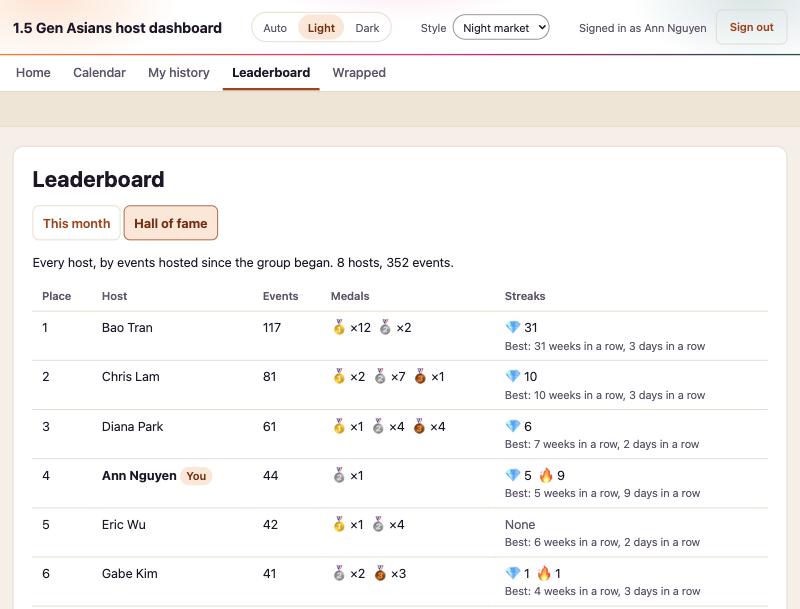 1.5 Gen Asians host dashboard
Auto Light Dark
Style Night market
Signed in as Ann Nguyen Sign out
Home Calendar My history Leaderboard Wrapped
Leaderboard
This month Hall of fame
Every host, by events hosted since the group began. 8 hosts, 352 events.
Place Host Events Medals Streaks
1 Bao Tran 117 🥇 ×12 🥈 ×2 💎 31
Best: 31 weeks in a row, 3 days in a row
2 Chris Lam 81 🥇 ×2 🥈 ×7 🥉 ×1 💎 10
Best: 10 weeks in a row, 3 days in a row
3 Diana Park 61 🥇 ×1 🥈 ×4 🥉 ×4 💎 6
Best: 7 weeks in a row, 2 days in a row
4 Ann Nguyen You 44 🥈 ×1 💎 5 🔥 9
Best: 5 weeks in a row, 9 days in a row
5 Eric Wu 42 🥇 ×1 🥈 ×4 None
Best: 6 weeks in a row, 2 days in a row
6 Gabe Kim 41 🥈 ×2 🥉 ×3 💎 1 🔥 1
Best: 4 weeks in a row, 3 days in a row